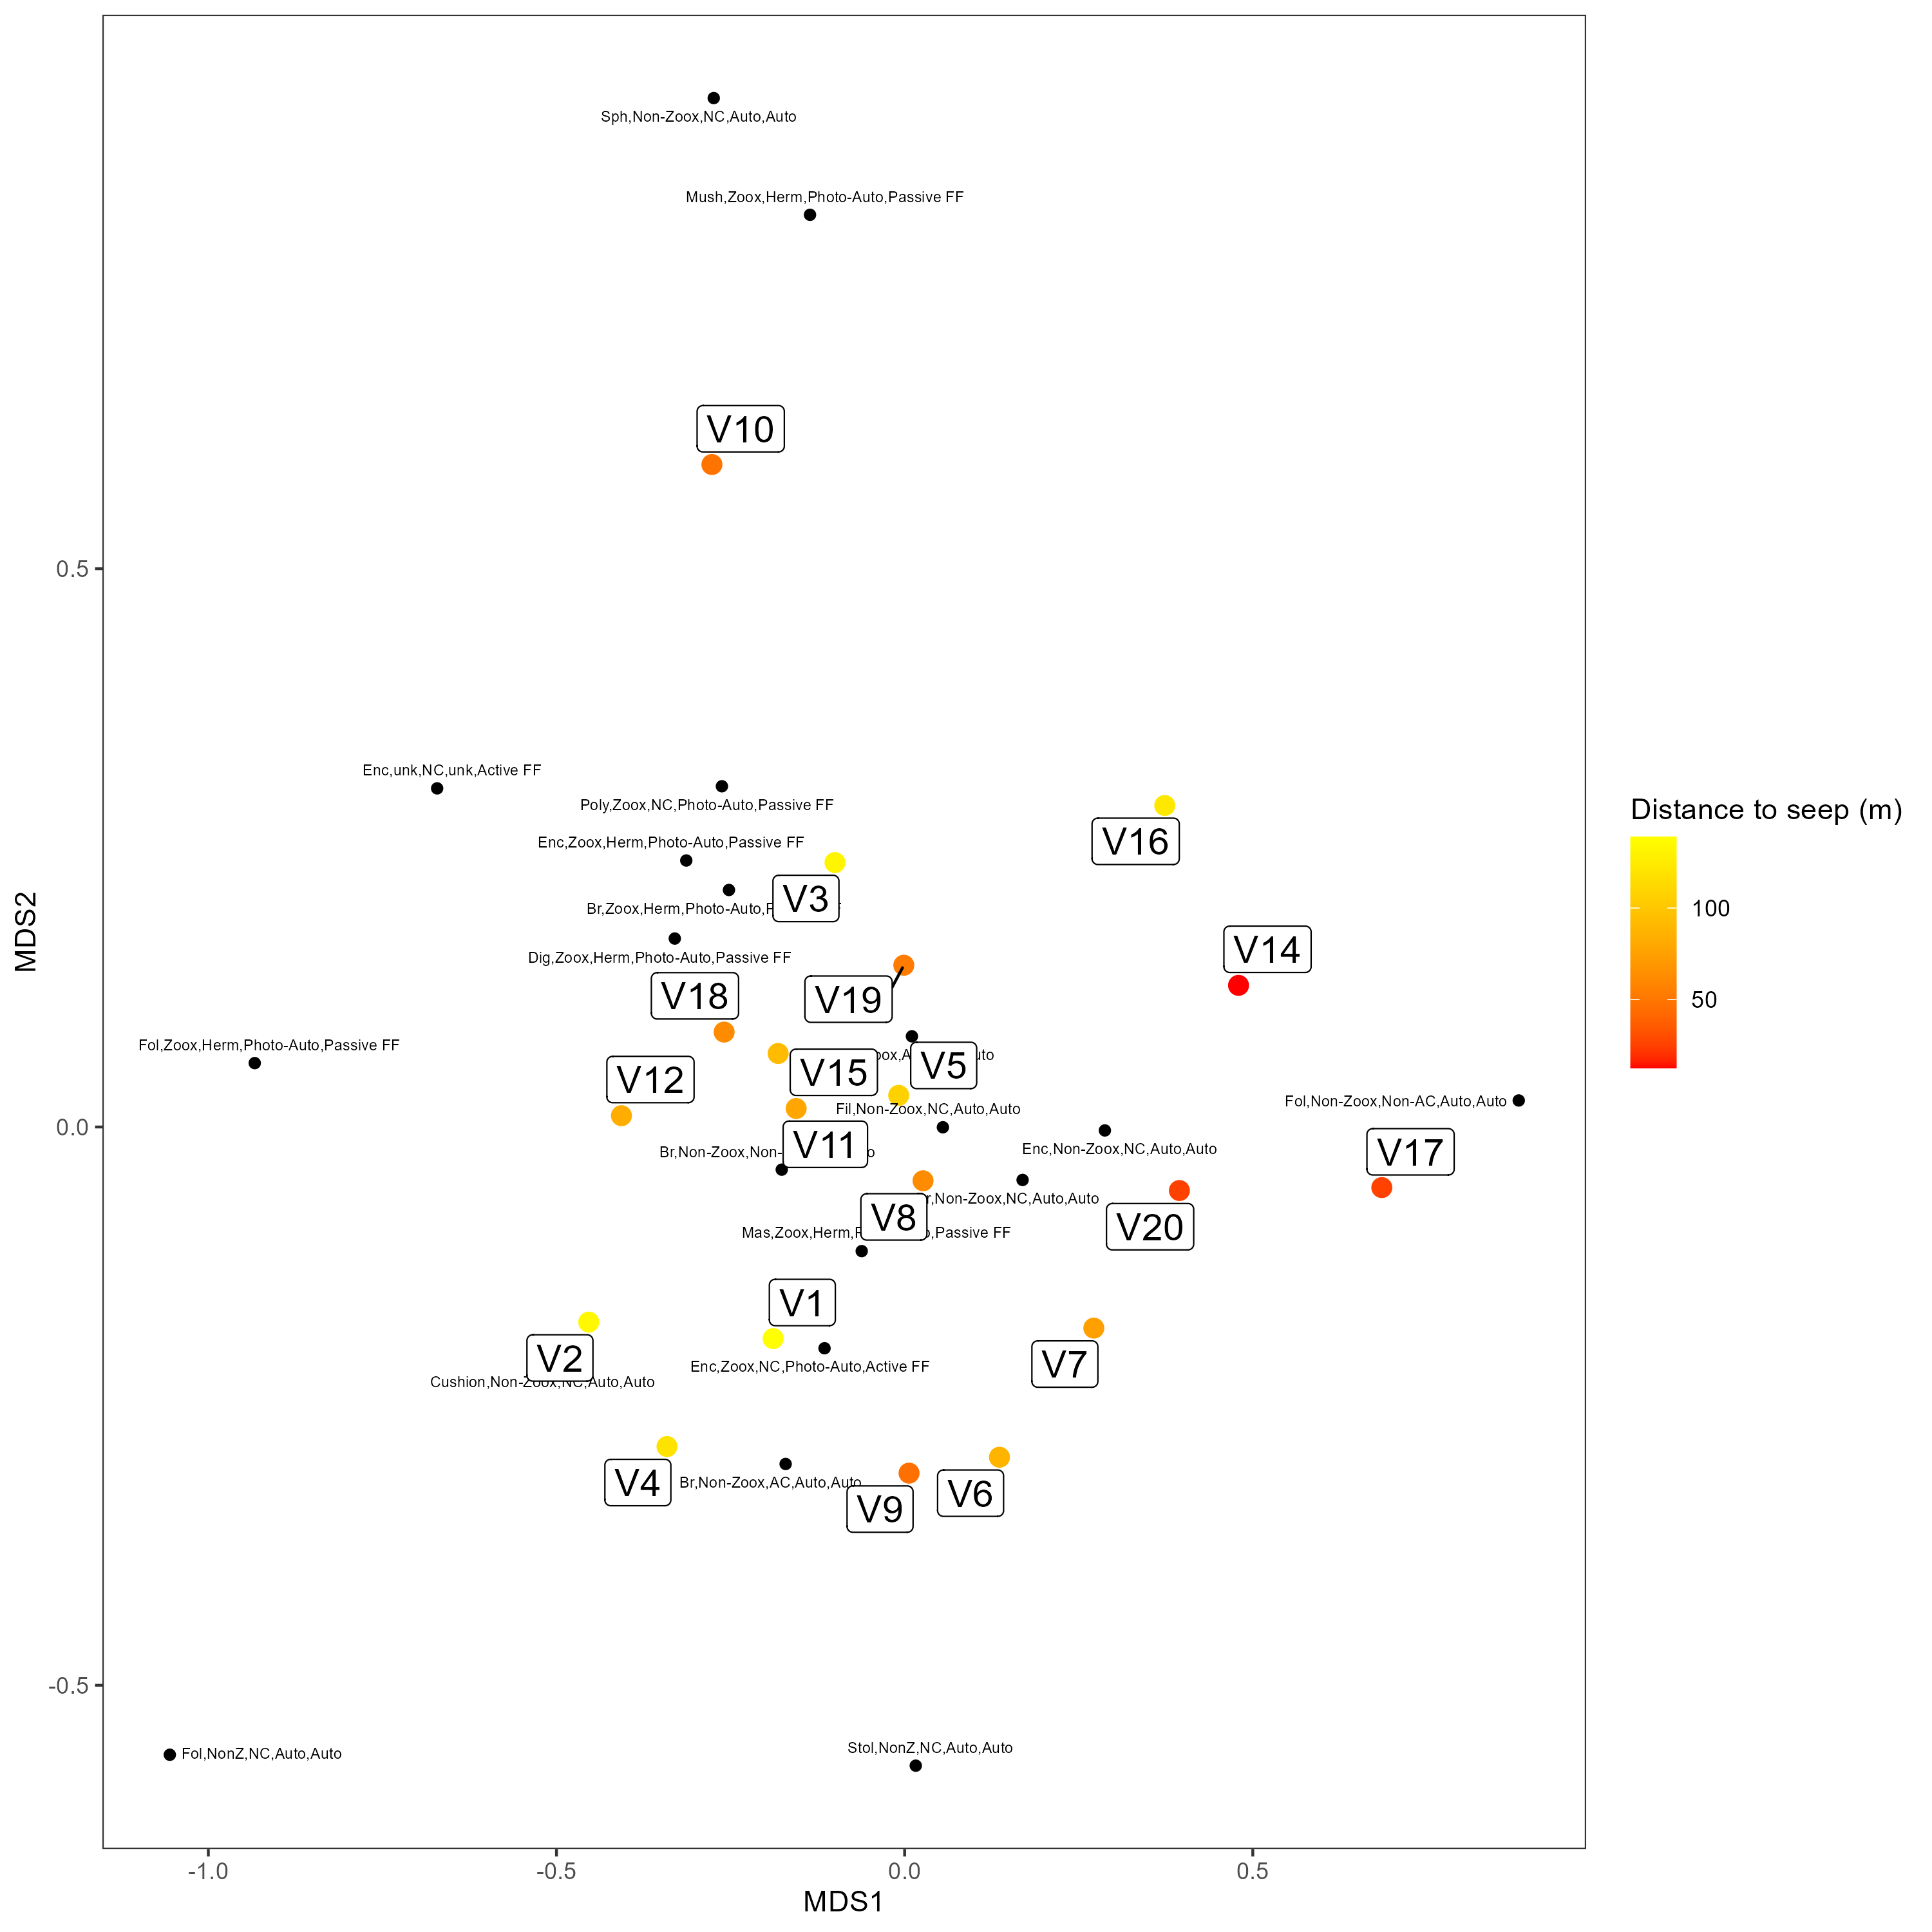 Sph,Non-Zoox,NC,Auto,Auto
Mush,Zoox,Herm,Photo-Auto,Passive FF
V10
0.5
Enc,unk,NC,unk,Active FF
Poly,Zoox,NC,Photo-Auto,Passive FF
V16
Enc,Zoox,Herm,Photo-Auto,Passive FF
V3
Br,Zoox,Herm,Photo-Auto,
Dig,Zoox,Herm,Photo-Auto,Passive FF
V14
V18
V19
Fol,Zoox,Herm,Photo-Auto,Passive FF
V12
V15
V5
Fil,Non-Zoox,NC,Auto,Auto
Fol,Non-Zoox,Non-AC,Auto,Auto
0.0
Br,Non-Zoox,Non-
V11
Enc,Non-Zoox,NC,Auto,Auto
V17
r,Non-Zoox,NC,Auto,Auto
V8
V20
Mas,Zoox,Herm, Passive FF
V1
V2
V7
Enc,Zoox,NC,Photo-Auto,Active FF
Cushion,Non-Zoox,NC,Auto,Auto
V4
Br,Non-Zoox,AC,Auto,Auto
V9
V6
-0.5
Fol,NonZ,NC,Auto,Auto
Stol,NonZ,NC,Auto,Auto
-1.0
-0.5
0.0
0.5
MDS1
MDS2
Distance to seep (m)
100
50